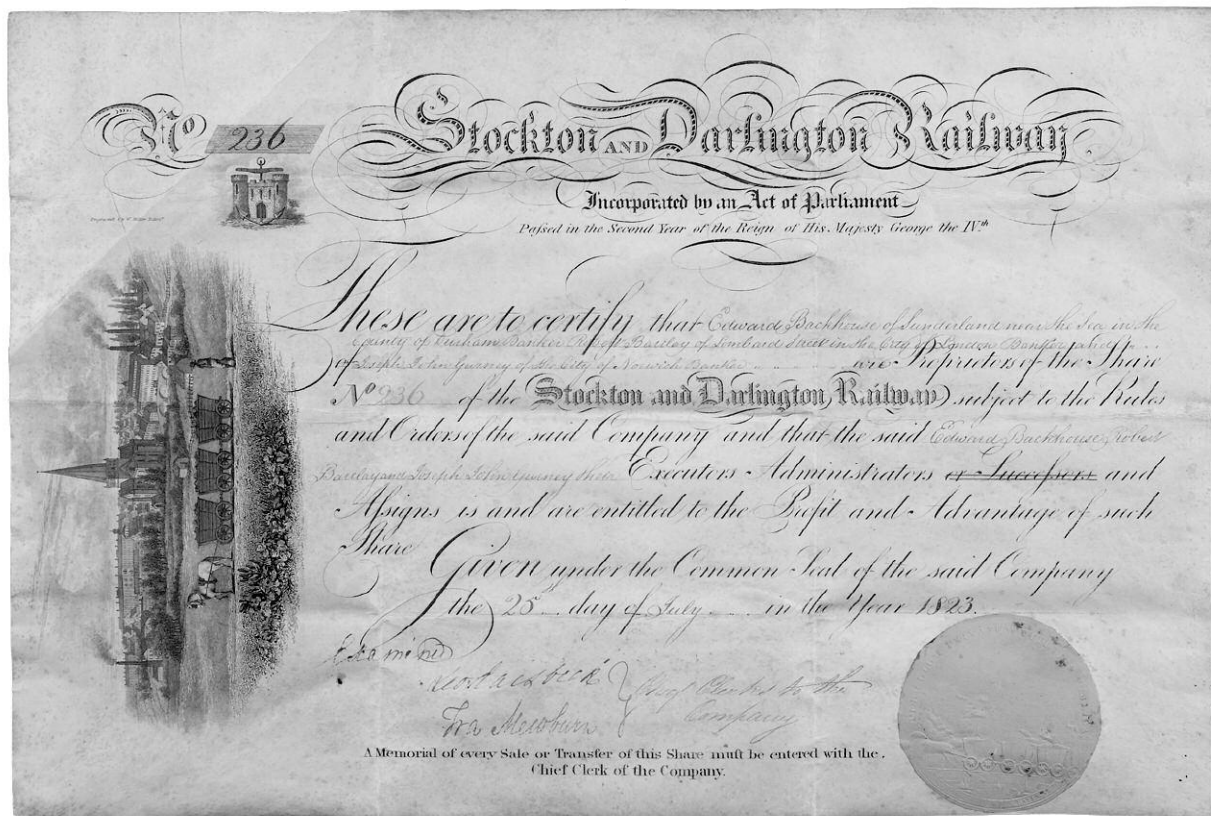 No 236 Stockton AND Darlington Railway.
Incorporated by an Act of Parliament
Paſsed in the Second Year of the Reign of His Majesty George the IVth
These are to certify that Edward Backhouse of Sunderland near the Sea in the
County of Durham Banker Robert Barclay of Lombard Street in the City of London Banker and
Joseph John Gurney of the City of Norwich Banker are Proprietors of the Share
No 236 of the Stockton and Darlington Railway subject to the Rules
and Orders of the said Company and that the said Edward Backhouse Robert
Barclay and Joseph John Gurney their Executors Administrators or Succeſsors and
Aſsigns is and are entitled to the Profit and Advantage of such
Share
Given under the Common Seal of the said Company
the 25 day of July in the Year 1823.
Examined
Fra Mewburn
Clerks to the
Company
A Memorial of every Sale or Transfer of this Share muſt be entered with the
Chief Clerk of the Company.